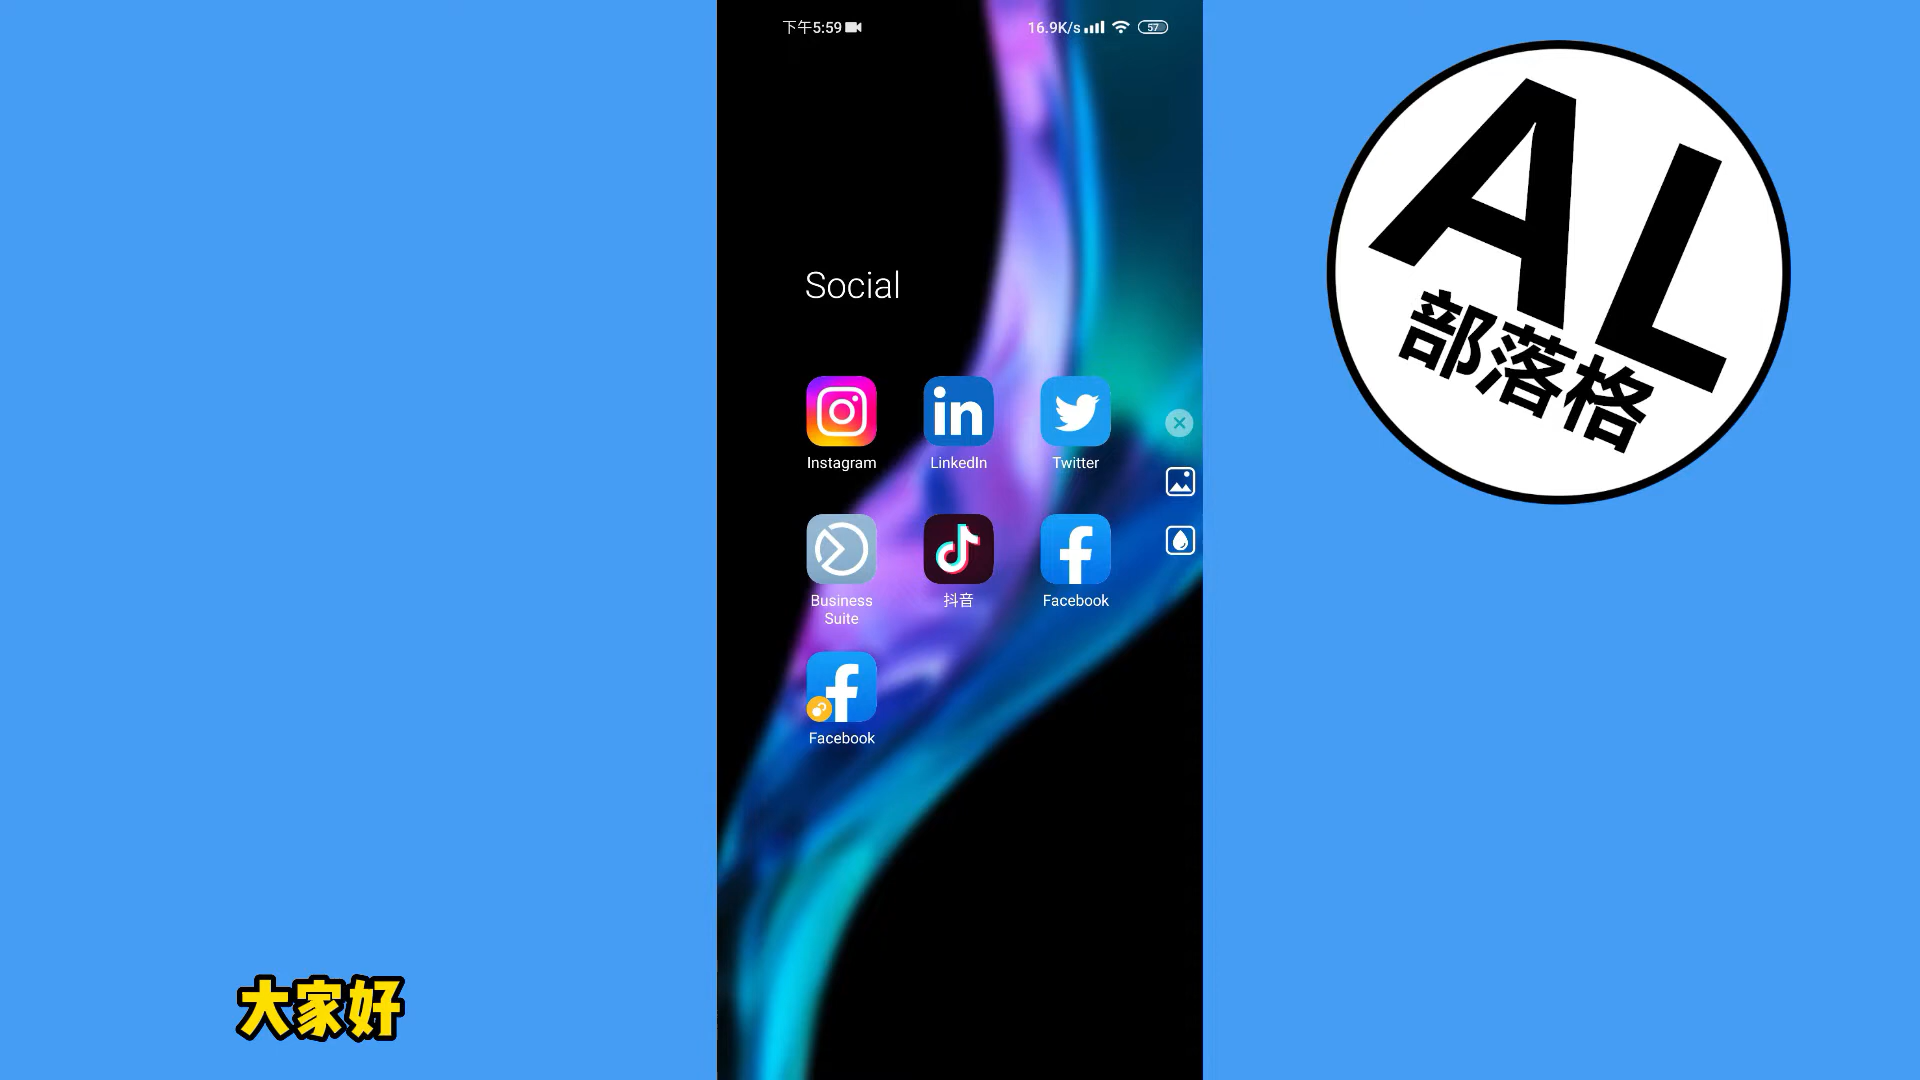 下午5:59
16.9K/s
57
Social
Instagram
LinkedIn
Twitter
Business
Suite
抖音
Facebook
Facebook
AL
部落格
大家好